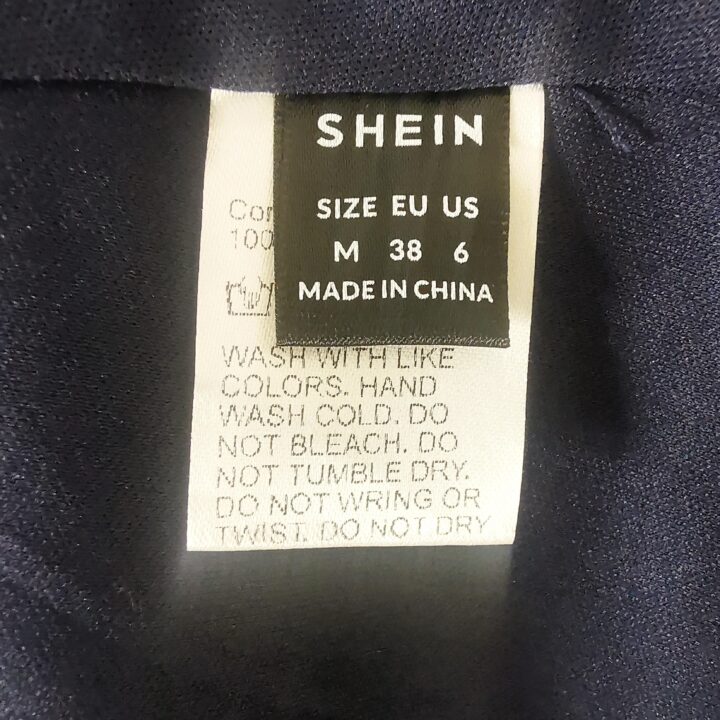 SHEIN
SIZE EU US
M 38 6
MADE IN CHINA
100
WASH WITH LIKE
COLORS. HAND
WASH COLD. DO
NOT BLEACH. DO
NOT TUMBLE DRY.
DO NOT WRING OR
TWIST. DO NOT DRY